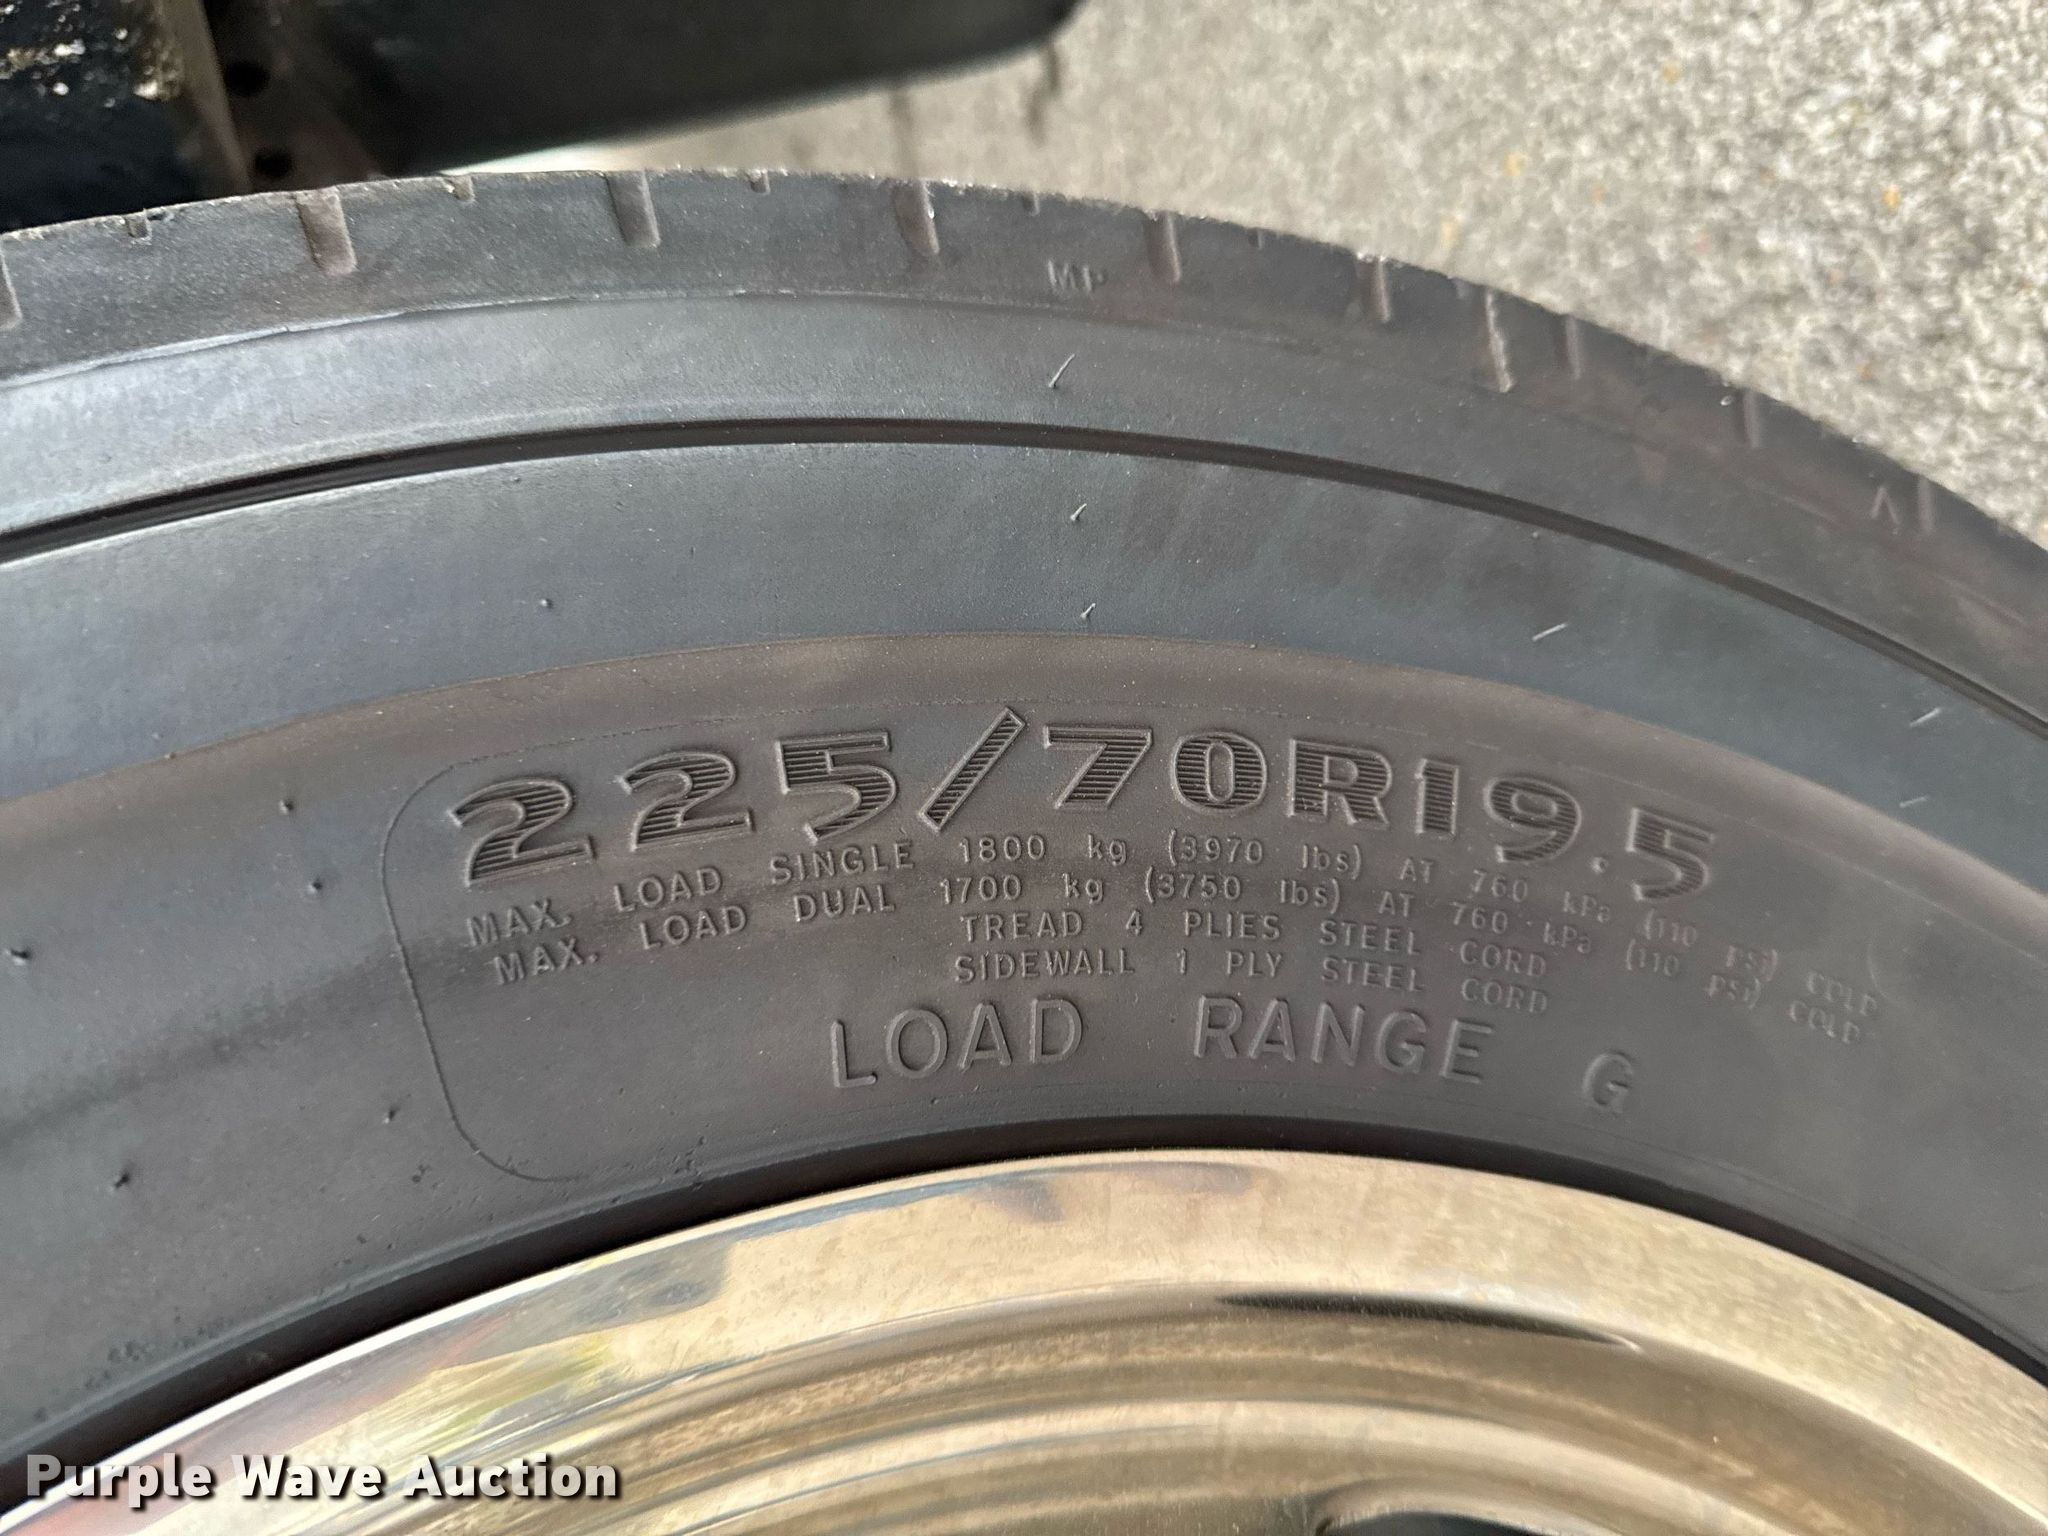 MP
225/70R19.5
MAX. LOAD SINGLE 1800 kg (3970 lbs) AT 760 kPa (110 PSI) COLD
MAX. LOAD DUAL 1700 kg (3750 lbs) AT 760 kPa (110 PSI) COLD
TREAD 4 PLIES STEEL CORD
SIDEWALL 1 PLY STEEL CORD
LOAD RANGE G
Purple Wave Auction